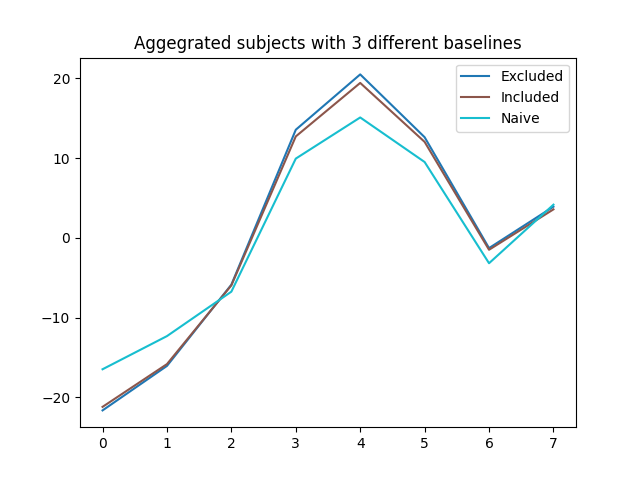 Aggegrated subjects with 3 different baselines
Excluded
Included
Naive
20
10
0
−10
−20
0 1 2 3 4 5 6 7